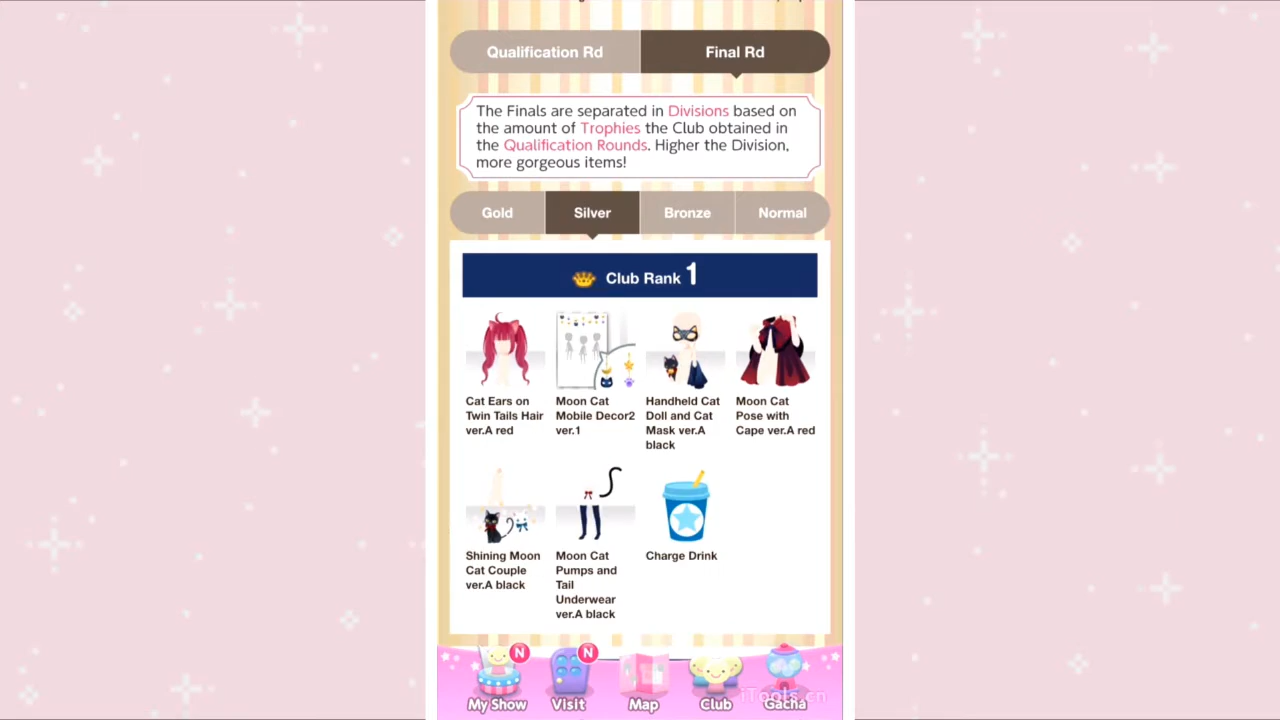 Qualification Rd
Final Rd
The Finals are separated in Divisions based on
the amount of Trophies the Club obtained in
the Qualification Rounds. Higher the Division,
more gorgeous items!
Gold
Silver
Bronze
Normal
Club Rank 1
Cat Ears on
Twin Tails Hair
ver.A red
Moon Cat
Mobile Decor2
ver.1
Handheld Cat
Doll and Cat
Mask ver.A
black
Moon Cat
Pose with
Cape ver.A red
Shining Moon
Cat Couple
ver.A black
Moon Cat
Pumps and
Tail
Underwear
ver.A black
Charge Drink
N
N
My Show
Visit
Map
Club
Gacha
iTools.cn